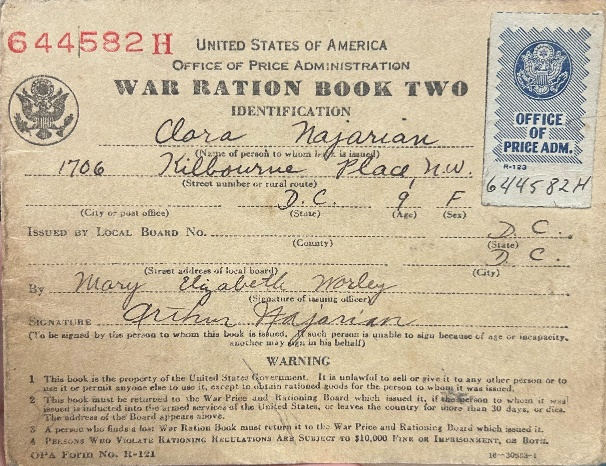 644582 H
UNITED STATES OF AMERICA
OFFICE OF PRICE ADMINISTRATION
WAR RATION BOOK TWO
IDENTIFICATION
OFFICE
OF
PRICE ADM.
R-123
644582H
Clara Najarian
(Name of person to whom book is issued)
1706 Kilbourne Place, N.W.
(Street number or rural route)
D.C. 9 F
(City or post office) (State) (Age) (Sex)
ISSUED BY LOCAL BOARD NO. D.C.
(County) (State)
D.C.
(Street address of local board) (City)
By Mary Elizabeth Worley
(Signature of issuing officer)
SIGNATURE Arthur Najarian
(To be signed by the person to whom this book is issued. If such person is unable to sign because of age or incapacity, another may sign in his behalf)
WARNING
1 This book is the property of the United States Government. It is unlawful to sell or give it to any other person or to
use it or permit anyone else to use it, except to obtain rationed goods for the person to whom it was issued.
2 This book must be returned to the War Price and Rationing Board which issued it, if the person to whom it was
issued is inducted into the armed services of the United States, or leaves the country for more than 30 days, or dies.
The address of the Board appears above.
3 A person who finds a lost War Ration Book must return it to the War Price and Rationing Board which issued it.
4 PERSONS WHO VIOLATE RATIONING REGULATIONS ARE SUBJECT TO $10,000 FINE OR IMPRISONMENT, OR BOTH.
OPA Form No. R-121 16—30853-1